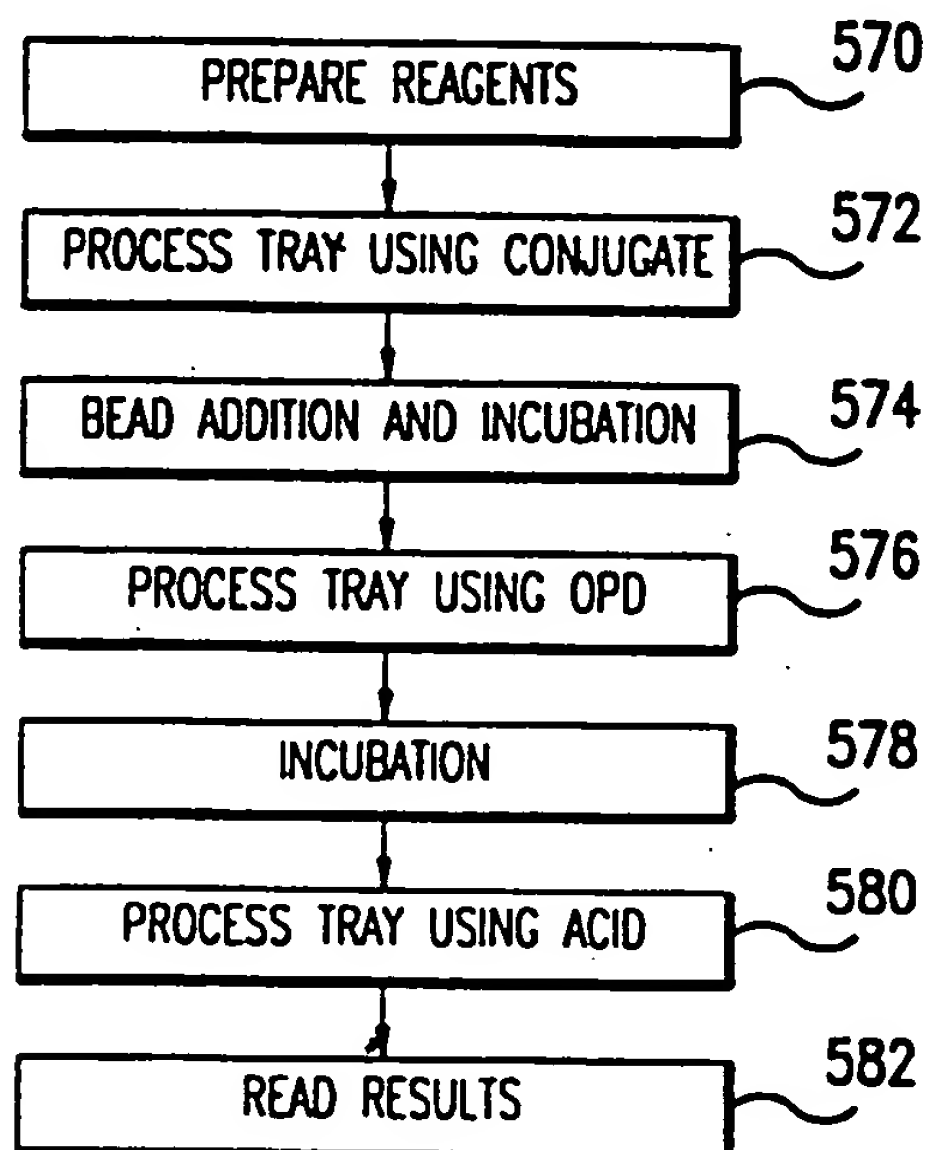 PREPARE REAGENTS 570
PROCESS TRAY USING CONJUGATE 572
BEAD ADDITION AND INCUBATION 574
PROCESS TRAY USING OPD 576
INCUBATION 578
PROCESS TRAY USING ACID 580
READ RESULTS 582